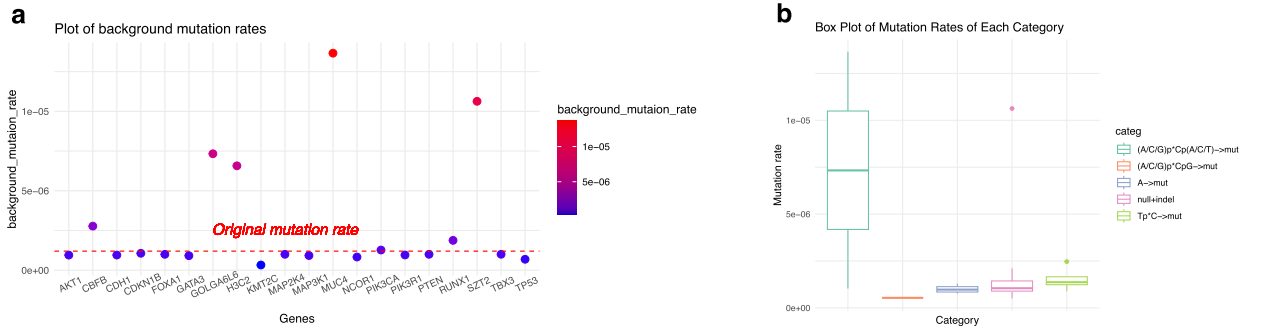 a
Plot of background mutation rates
background_mutaion_rate
1e-05
5e-06
0e+00
Original mutation rate
AKT1
CBFB
CDH1
CDKN1B
FOXA1
GATA3
GOLGA6L6
H3C2
KMT2C
MAP2K4
MAP3K1
MUC4
NCOR1
PIK3CA
PIK3R1
PTEN
RUNX1
SZT2
TBX3
TP53
Genes
background_mutaion_rate
1e-05
5e-06
b
Box Plot of Mutation Rates of Each Category
Mutation rate
1e-05
5e-06
0e+00
Category
categ
(A/C/G)p*Cp(A/C/T)->mut
(A/C/G)p*CpG->mut
A->mut
null+indel
Tp*C->mut